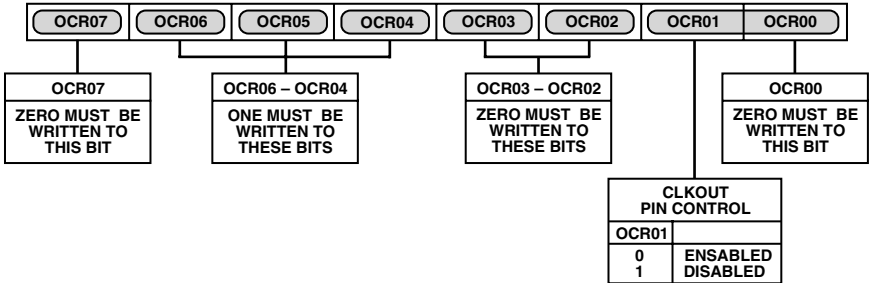 OCR07 OCR06 OCR05 OCR04 OCR03 OCR02 OCR01 OCR00
OCR07
ZERO MUST BE
WRITTEN TO
THIS BIT
OCR06 – OCR04
ONE MUST BE
WRITTEN TO
THESE BITS
OCR03 – OCR02
ZERO MUST BE
WRITTEN TO
THESE BITS
OCR00
ZERO MUST BE
WRITTEN TO
THIS BIT
CLKOUT
PIN CONTROL
OCR01
0 ENSABLED
1 DISABLED